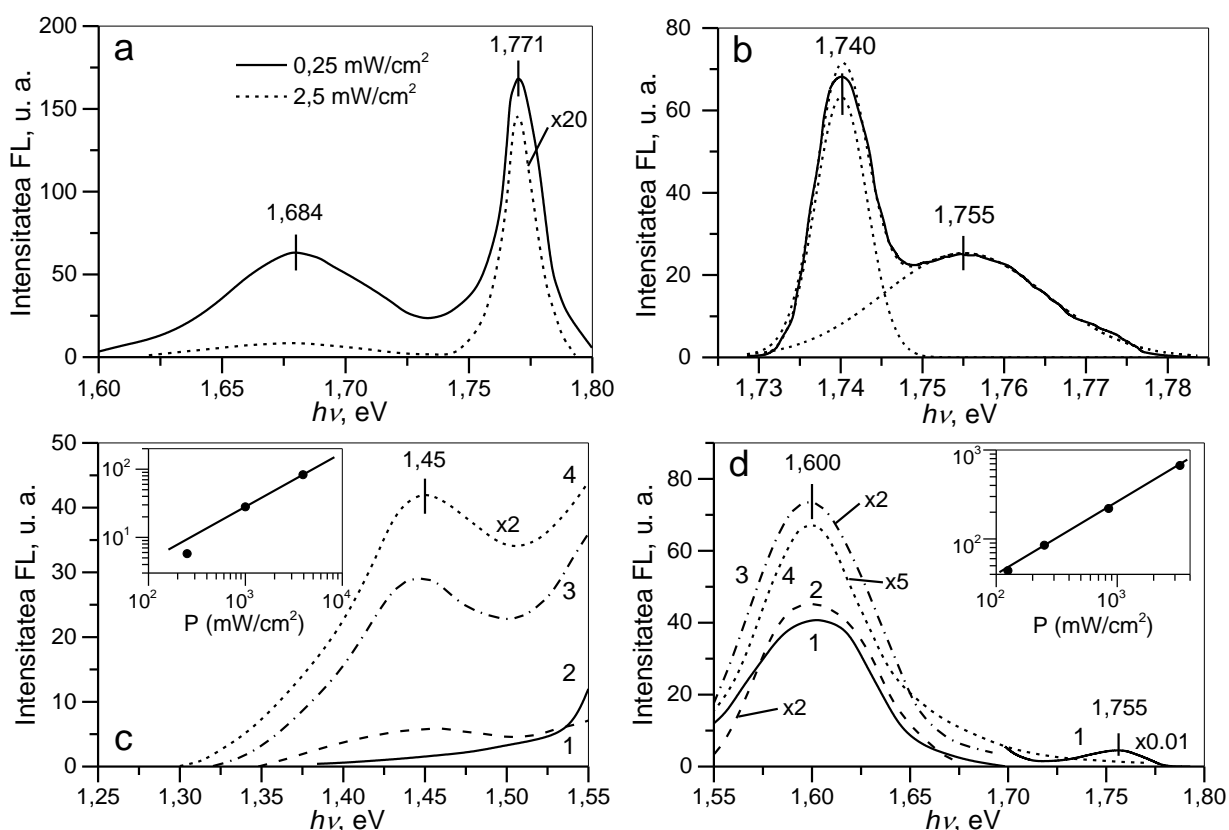 a
200
150
100
50
0
Intensitatea FL, u. a.
1,771
0,25 mW/cm²
2,5 mW/cm²
x20
1,684
1,60 1,65 1,70 1,75 1,80
hν, eV
b
80
60
40
20
0
Intensitatea FL, u. a.
1,740
1,755
1,73 1,74 1,75 1,76 1,77 1,78
hν, eV
c
50
40
30
20
10
0
Intensitatea FL, u. a.
10²
10¹
10² 10³ 10⁴
P (mW/cm²)
1,45
4
x2
3
2
1
1,25 1,30 1,35 1,40 1,45 1,50 1,55
hν, eV
d
80
60
40
20
0
Intensitatea FL, u. a.
1,600
x2
3
4
x5
2
1
x2
10³
10²
10² 10³
P (mW/cm²)
1,755
1
x0.01
1,55 1,60 1,65 1,70 1,75 1,80
hν, eV